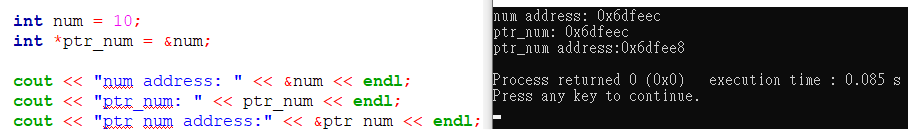 int num = 10;
int *ptr_num = &num;
cout << "num address: " << &num << endl;
cout << "ptr_num: " << ptr_num << endl;
cout << "ptr_num address:" << &ptr_num << endl;
num address: 0x6dfeec
ptr_num: 0x6dfeec
ptr_num address:0x6dfee8
Process returned 0 (0x0)   execution time : 0.085 s
Press any key to continue.